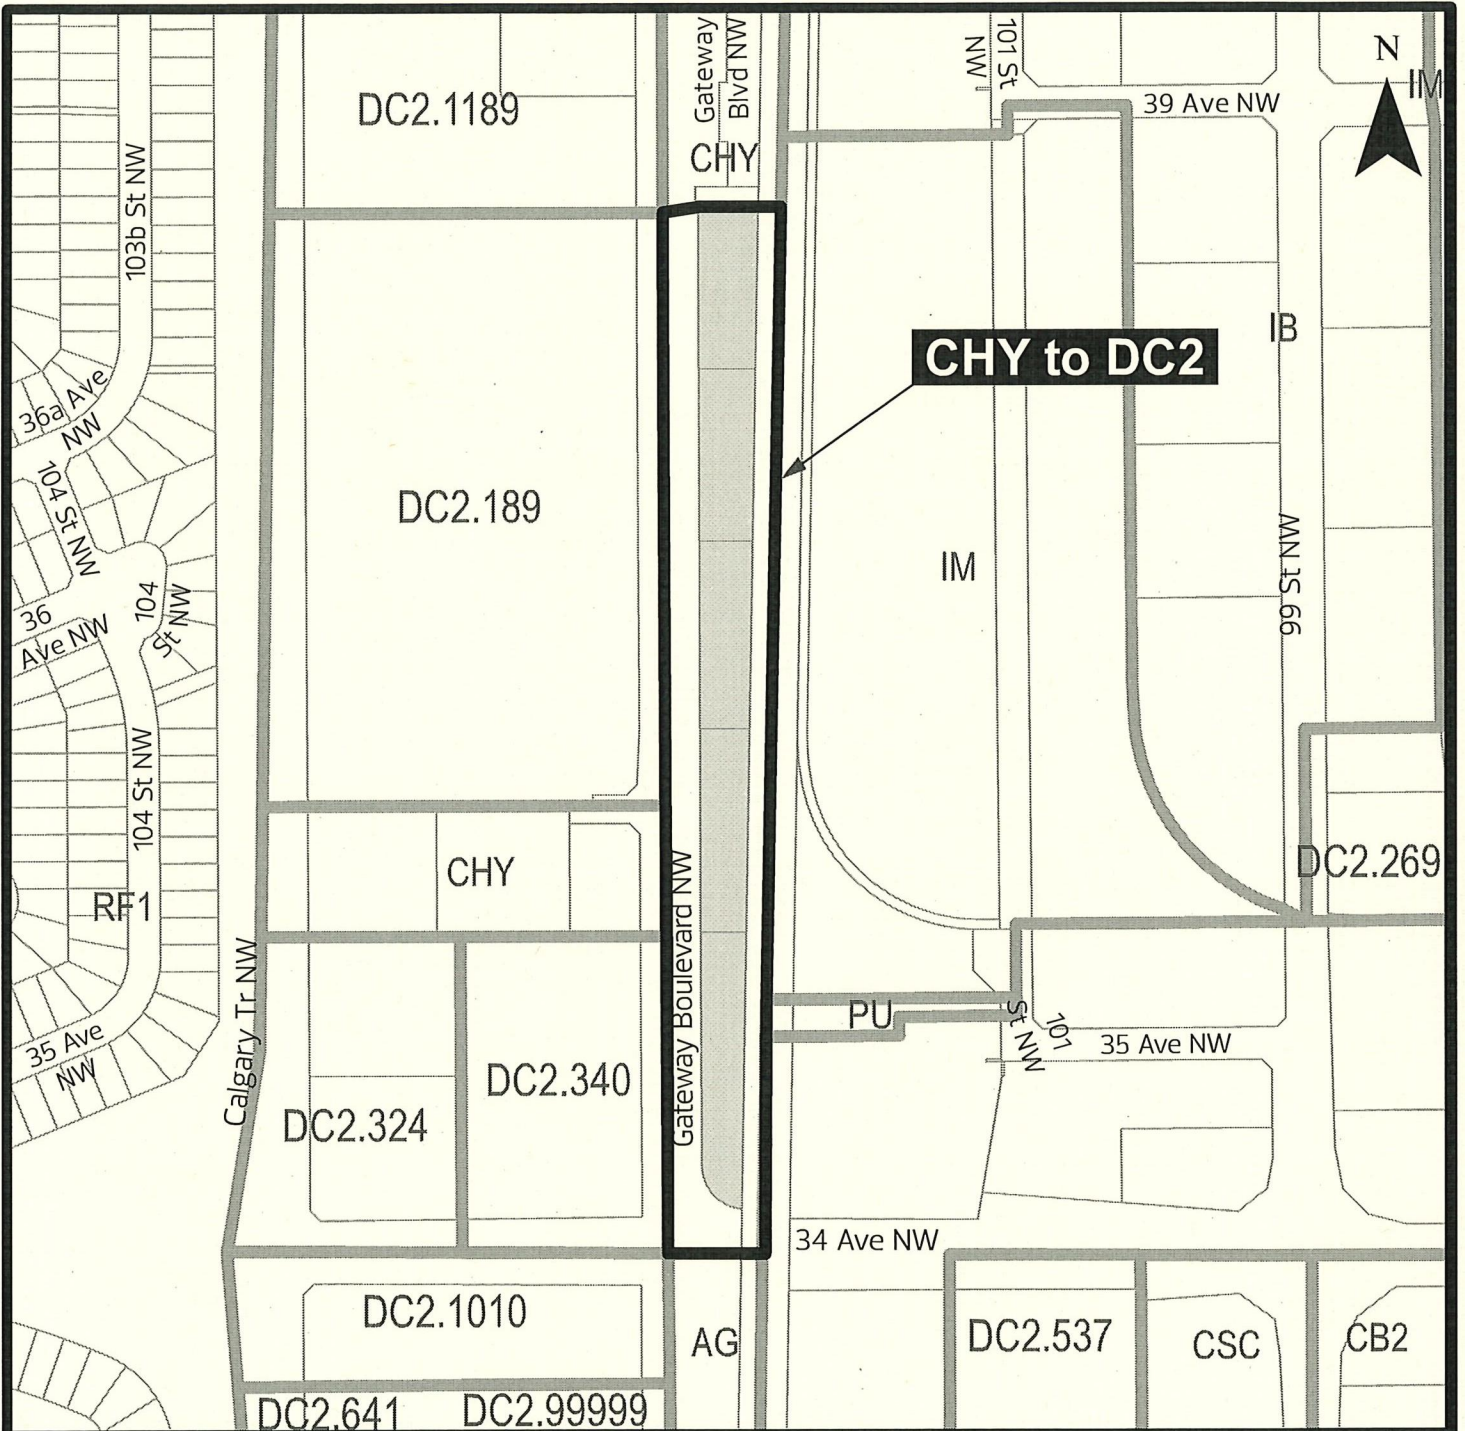 Gateway
Blvd NW
101 St
NW
N
IM
DC2.1189
39 Ave NW
CHY
103b St NW
IB
CHY to DC2
36a Ave
NW
104 St NW
DC2.189
IM
99 St NW
104
St NW
36
Ave NW
104 St NW
CHY
DC2.269
RF1
Gateway Boulevard NW
Calgary Tr NW
PU
101
St NW
35 Ave
NW
35 Ave NW
DC2.340
DC2.324
34 Ave NW
DC2.1010
AG
DC2.537
CSC
CB2
DC2.641
DC2.99999